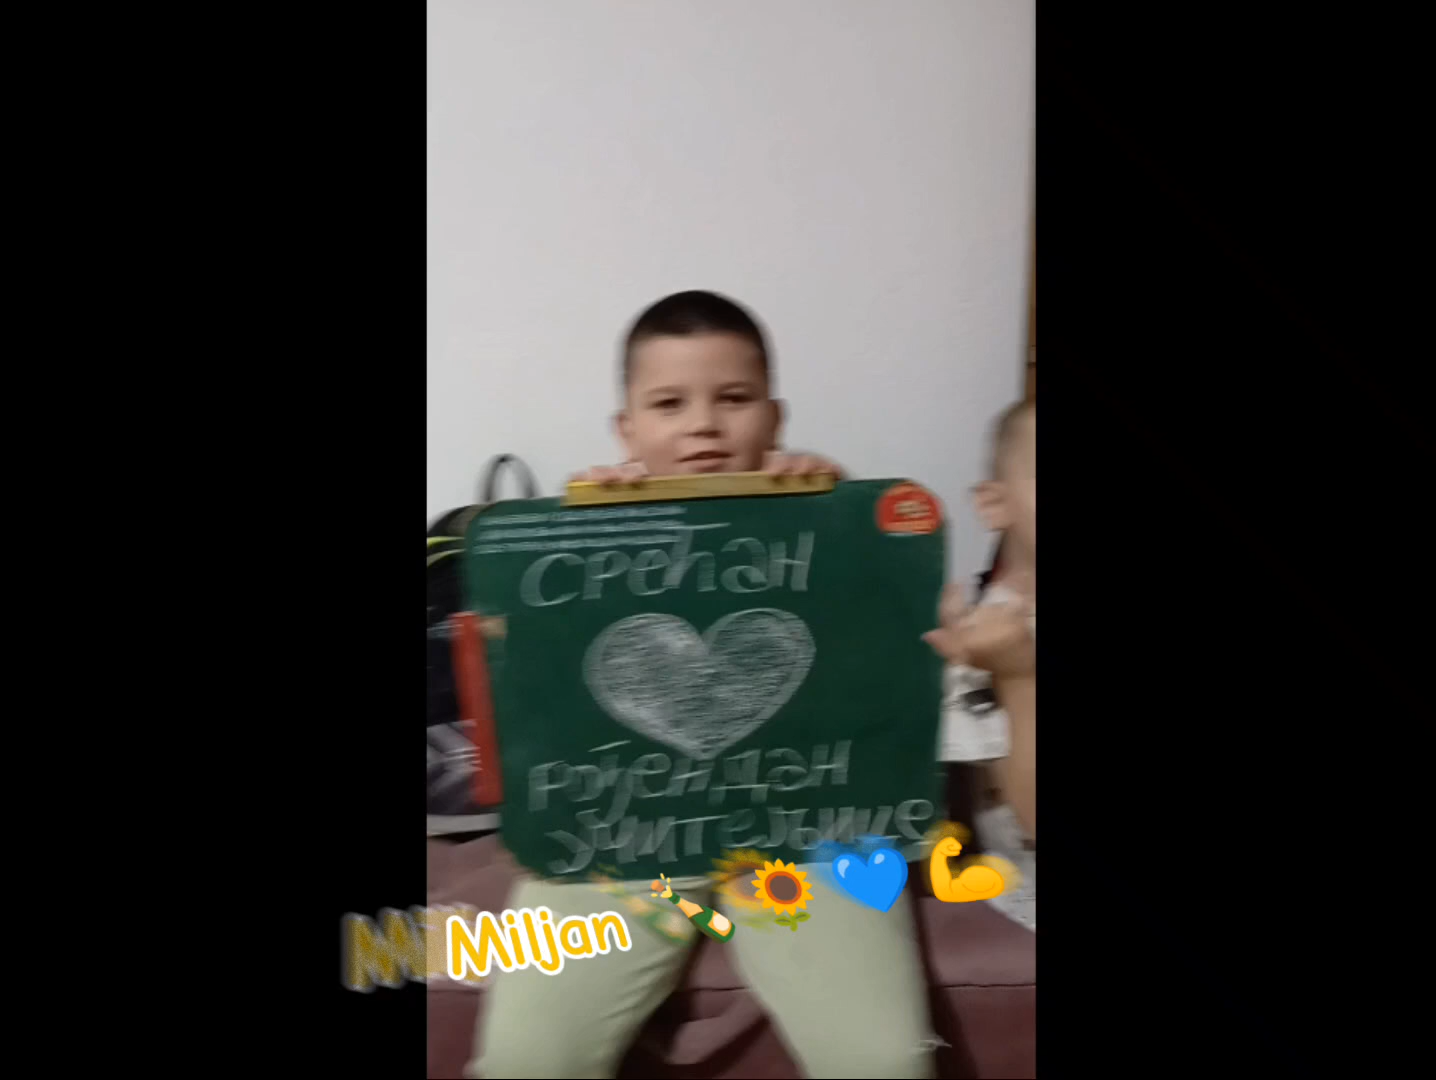 срећан
рођендан
учитељице
Miljan